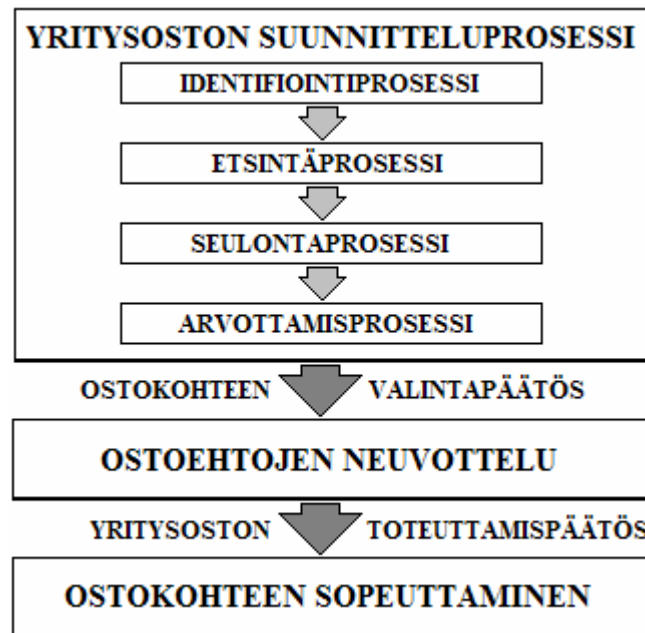 YRITYSOSTON SUUNNITTELUPROSESSI
IDENTIFIOINTIPROSESSI
ETSINTÄPROSESSI
SEULONTAPROSESSI
ARVOTTAMISPROSESSI
OSTOKOHTEEN VALINTAPÄÄTÖS
OSTOEHTOJEN NEUVOTTELU
YRITYSOSTON TOTEUTTAMISPÄÄTÖS
OSTOKOHTEEN SOPEUTTAMINEN